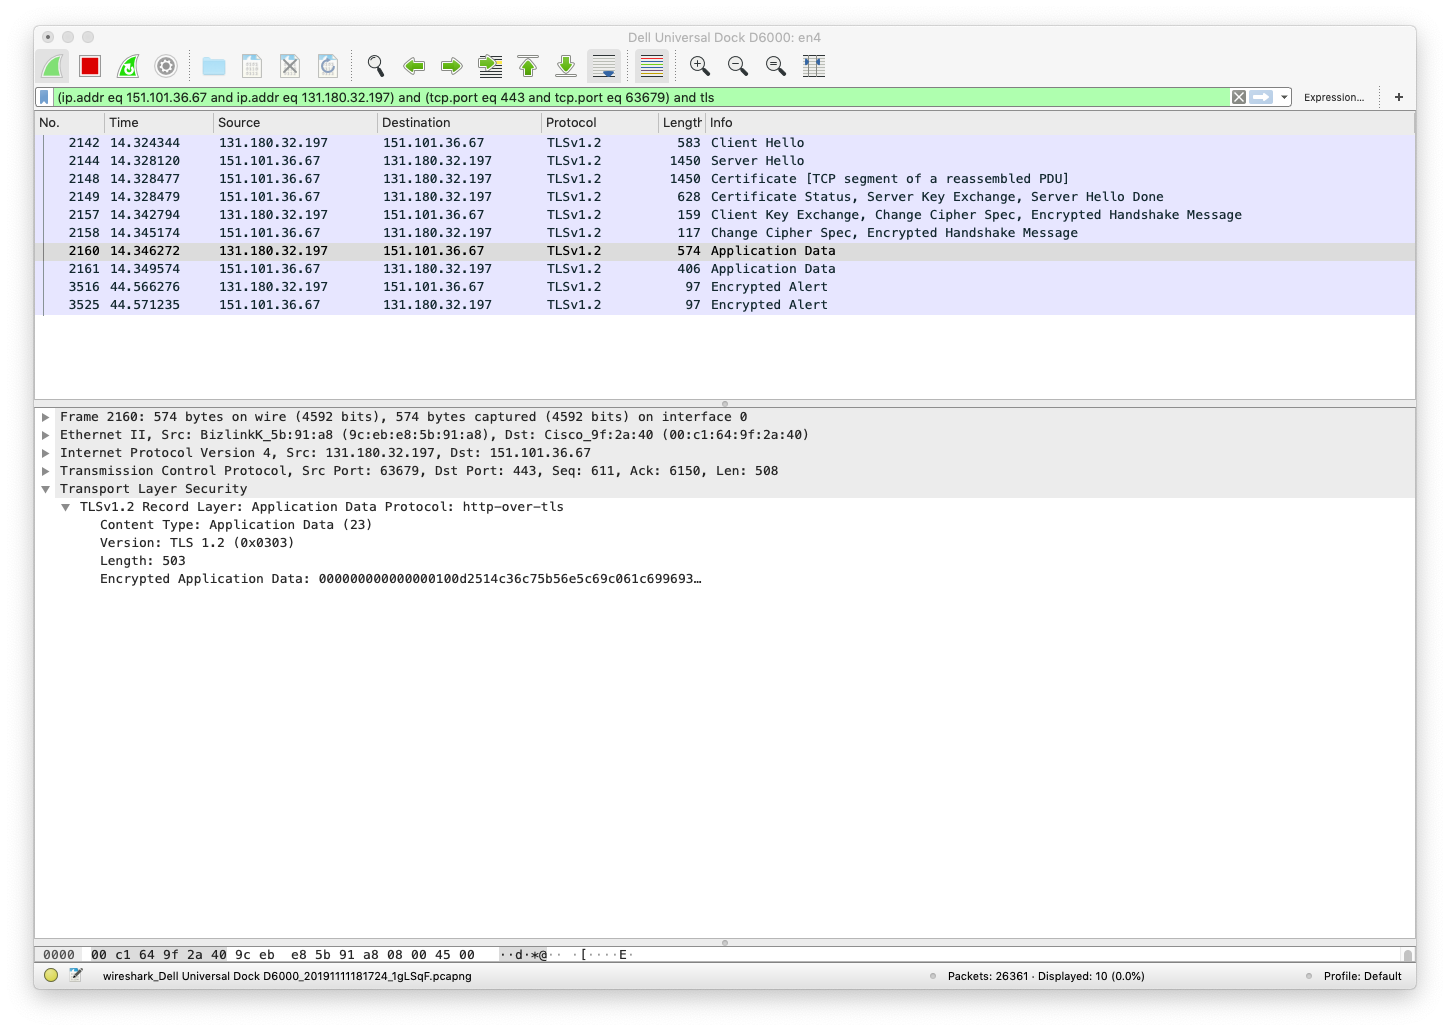 Dell Universal Dock D6000: en4
(ip.addr eq 151.101.36.67 and ip.addr eq 131.180.32.197) and (tcp.port eq 443 and tcp.port eq 63679) and tls Expression... +
No. Time Source Destination Protocol Length Info
2142 14.324344 131.180.32.197 151.101.36.67 TLSv1.2 583 Client Hello
2144 14.328120 151.101.36.67 131.180.32.197 TLSv1.2 1450 Server Hello
2148 14.328477 151.101.36.67 131.180.32.197 TLSv1.2 1450 Certificate [TCP segment of a reassembled PDU]
2149 14.328479 151.101.36.67 131.180.32.197 TLSv1.2 628 Certificate Status, Server Key Exchange, Server Hello Done
2157 14.342794 131.180.32.197 151.101.36.67 TLSv1.2 159 Client Key Exchange, Change Cipher Spec, Encrypted Handshake Message
2158 14.345174 151.101.36.67 131.180.32.197 TLSv1.2 117 Change Cipher Spec, Encrypted Handshake Message
2160 14.346272 131.180.32.197 151.101.36.67 TLSv1.2 574 Application Data
2161 14.349574 151.101.36.67 131.180.32.197 TLSv1.2 406 Application Data
3516 44.566276 131.180.32.197 151.101.36.67 TLSv1.2 97 Encrypted Alert
3525 44.571235 151.101.36.67 131.180.32.197 TLSv1.2 97 Encrypted Alert
Frame 2160: 574 bytes on wire (4592 bits), 574 bytes captured (4592 bits) on interface 0
Ethernet II, Src: BizlinkK_5b:91:a8 (9c:eb:e8:5b:91:a8), Dst: Cisco_9f:2a:40 (00:c1:64:9f:2a:40)
Internet Protocol Version 4, Src: 131.180.32.197, Dst: 151.101.36.67
Transmission Control Protocol, Src Port: 63679, Dst Port: 443, Seq: 611, Ack: 6150, Len: 508
Transport Layer Security
TLSv1.2 Record Layer: Application Data Protocol: http-over-tls
Content Type: Application Data (23)
Version: TLS 1.2 (0x0303)
Length: 503
Encrypted Application Data: 000000000000000100d2514c36c75b56e5c69c061c699693…
0000 00 c1 64 9f 2a 40 9c eb e8 5b 91 a8 08 00 45 00 ··d·*@·· ·[····E·
wireshark_Dell Universal Dock D6000_20191111181724_1gLSqF.pcapng Packets: 26361 · Displayed: 10 (0.0%) Profile: Default